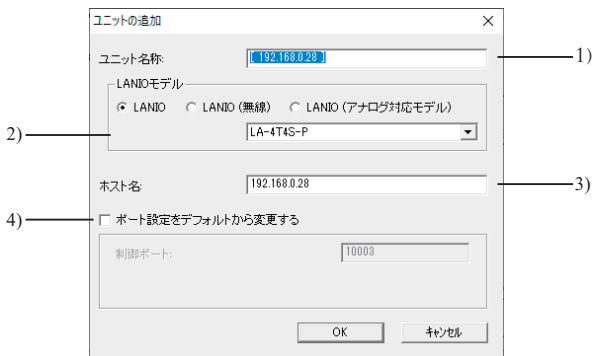 ユニットの追加
ユニット名称: [ 192.168.0.28 ] 1)
LANIOモデル
LANIO LANIO (無線) LANIO (アナログ対応モデル)
2) LA-4T4S-P
ホスト名: 192.168.0.28 3)
4) ポート設定をデフォルトから変更する
制御ポート: 10003
OK キャンセル